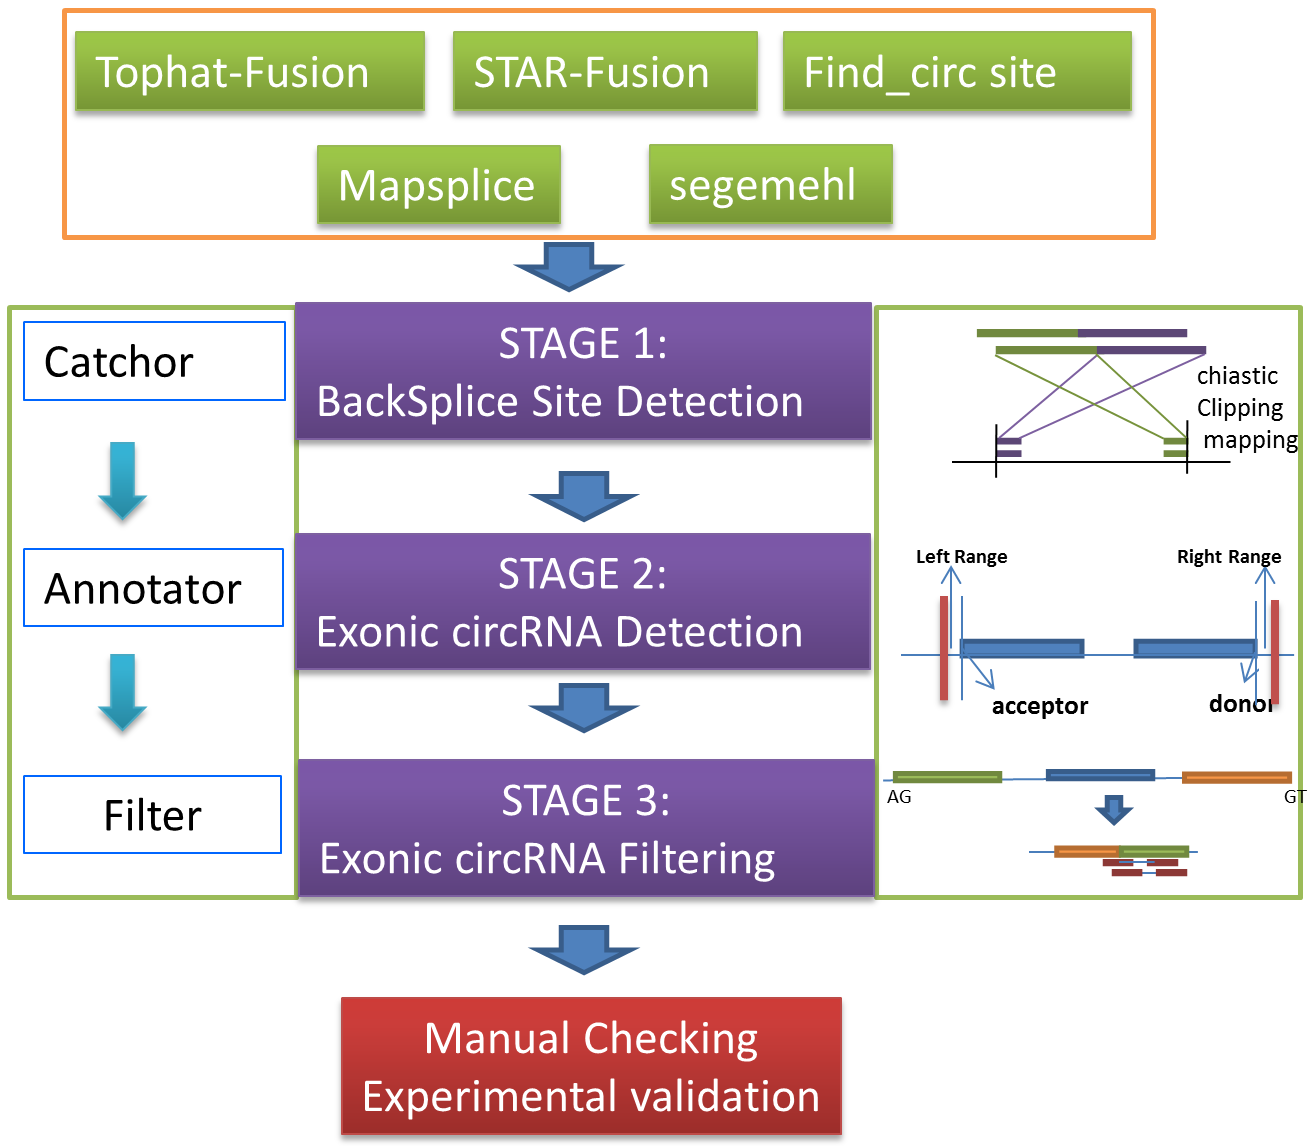 Tophat-Fusion
STAR-Fusion
Find_circ site
Mapsplice
segemehl
Catchor
Annotator
Filter
STAGE 1:
BackSplice Site Detection
STAGE 2:
Exonic circRNA Detection
STAGE 3:
Exonic circRNA Filtering
chiastic
Clipping
mapping
Left Range
Right Range
acceptor
donor
AG
GT
Manual Checking
Experimental validation